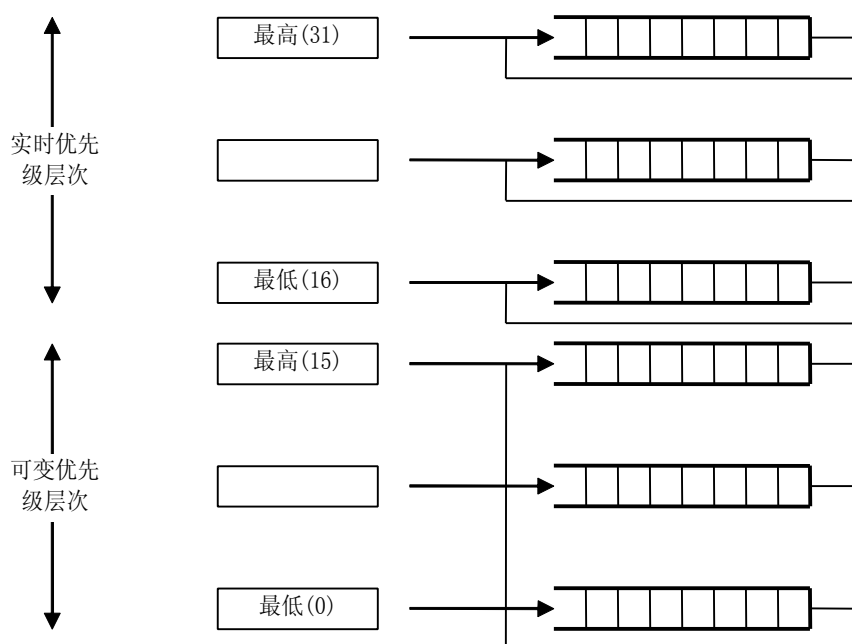 最高(31)
实时优先
级层次
最低(16)
最高(15)
可变优先
级层次
最低(0)